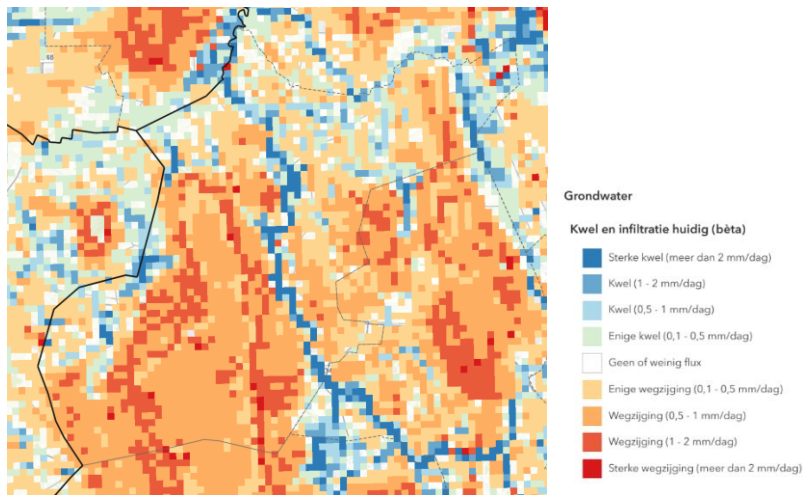 Grondwater
Kwel en infiltratie huidig (bèta)
Sterke kwel (meer dan 2 mm/dag)
Kwel (1 - 2 mm/dag)
Kwel (0,5 - 1 mm/dag)
Enige kwel (0,1 - 0,5 mm/dag)
Geen of weinig flux
Enige wegzijging (0,1 - 0,5 mm/dag)
Wegzijging (0,5 - 1 mm/dag)
Wegzijging (1 - 2 mm/dag)
Sterke wegzijging (meer dan 2 mm/dag)